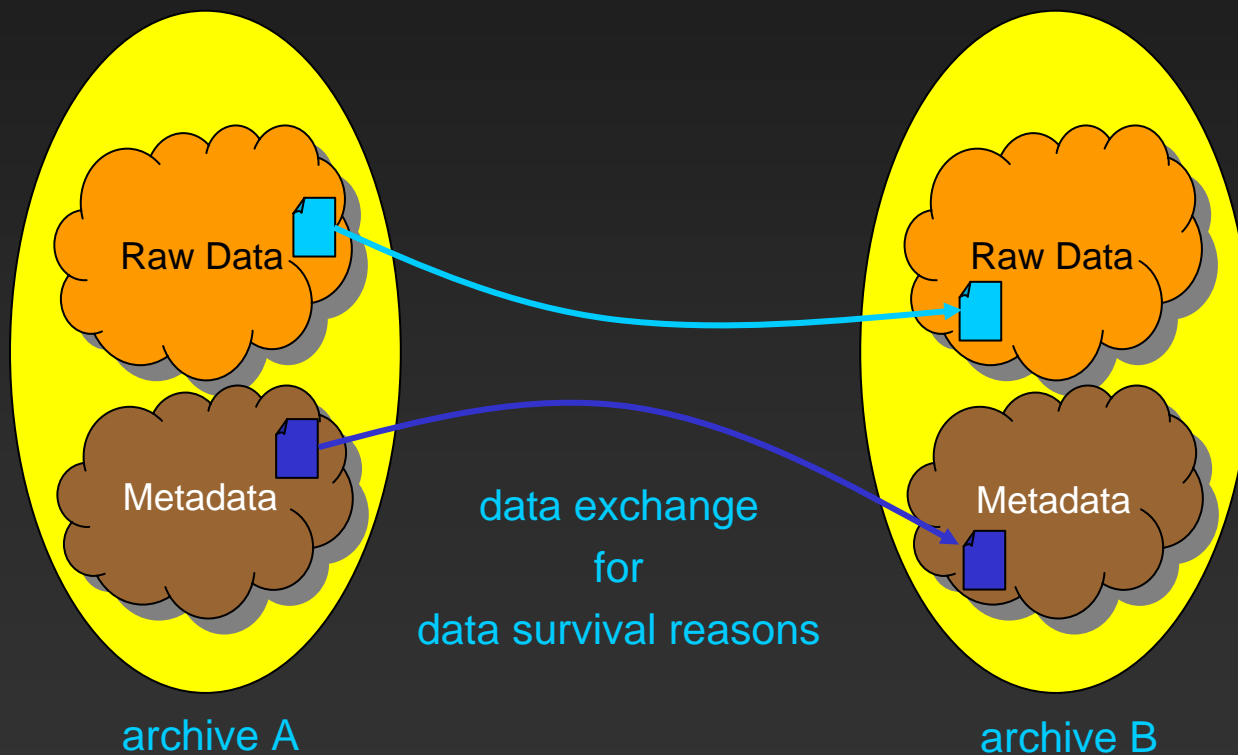 Raw Data
Raw Data
Metadata
Metadata
data exchange
for
data survival reasons
archive A
archive B